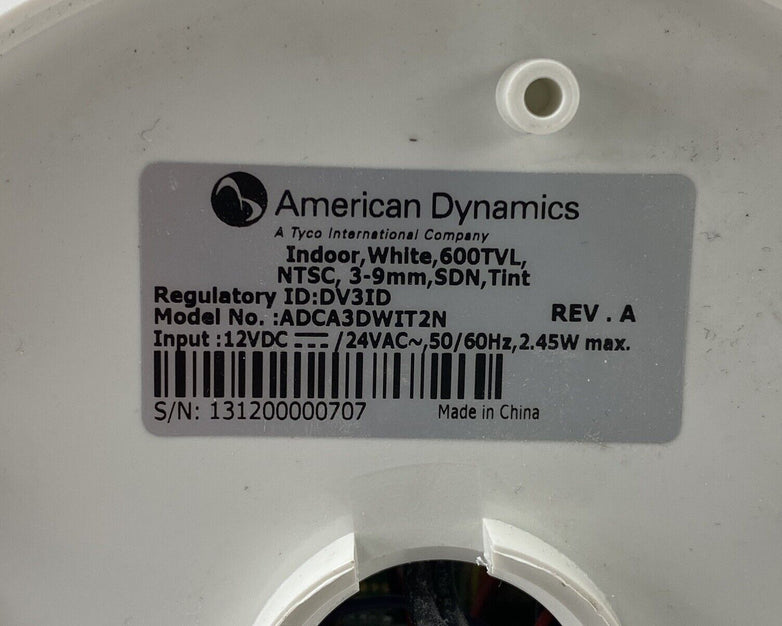 American Dynamics
A Tyco International Company
Indoor,White,600TVL,
NTSC, 3-9mm,SDN,Tint
Regulatory ID:DV3ID
Model No. :ADCA3DWIT2N
REV . A
Input :12VDC ⎓ /24VAC~,50/60Hz,2.45W max.
S/N: 131200000707
Made in China